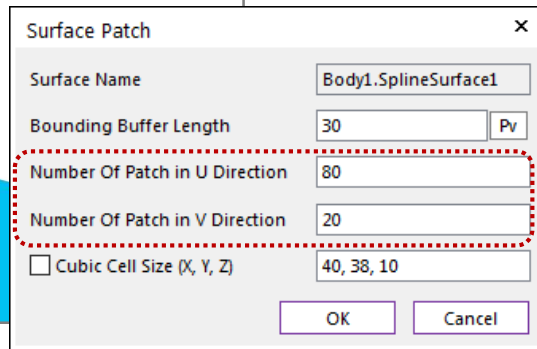 Surface Patch
Surface Name Body1.SplineSurface1
Bounding Buffer Length 30 Pv
Number Of Patch in U Direction 80
Number Of Patch in V Direction 20
Cubic Cell Size (X, Y, Z) 40, 38, 10
OK Cancel